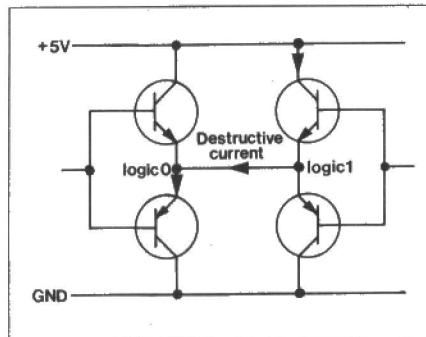 +5V
Destructive
current
logic0
logic1
GND